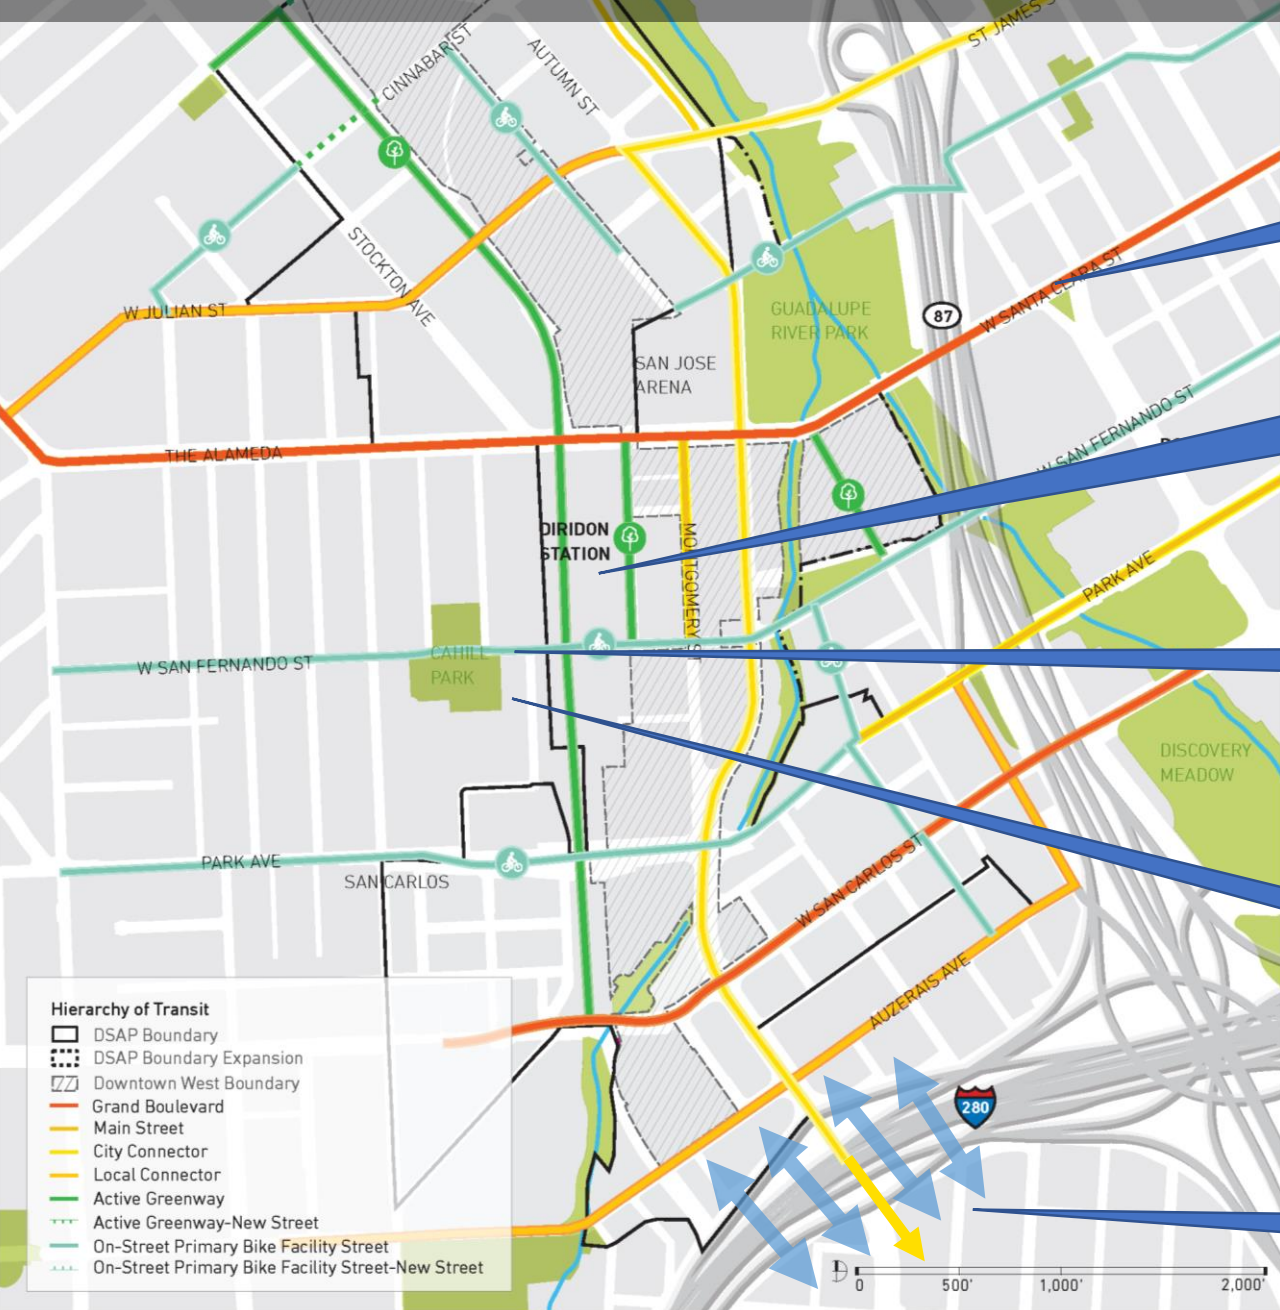 ST JAMES S
CINNABAR ST
AUTUMN ST
STOCKTON AVE
W JULIAN ST
GUADALUPE
RIVER PARK
87
W SANTA CLARA ST
SAN JOSE
ARENA
W SAN FERNANDO ST
THE ALAMEDA
DIRIDON
STATION
MONTGOMERY ST
PARK AVE
CAHILL
PARK
W SAN FERNANDO ST
DISCOVERY
MEADOW
PARK AVE
SAN CARLOS
W SAN CARLOS ST
AUZERAIS AVE
280
Hierarchy of Transit
DSAP Boundary
DSAP Boundary Expansion
Downtown West Boundary
Grand Boulevard
Main Street
City Connector
Local Connector
Active Greenway
Active Greenway-New Street
On-Street Primary Bike Facility Street
On-Street Primary Bike Facility Street-New Street
0 500' 1,000' 2,000'